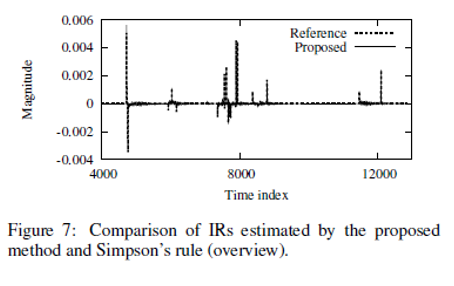 0.006
0.004
0.002
0
-0.002
-0.004
Magnitude
Reference
Proposed
4000 8000 12000
Time index
Figure 7: Comparison of IRs estimated by the proposed
method and Simpson's rule (overview).